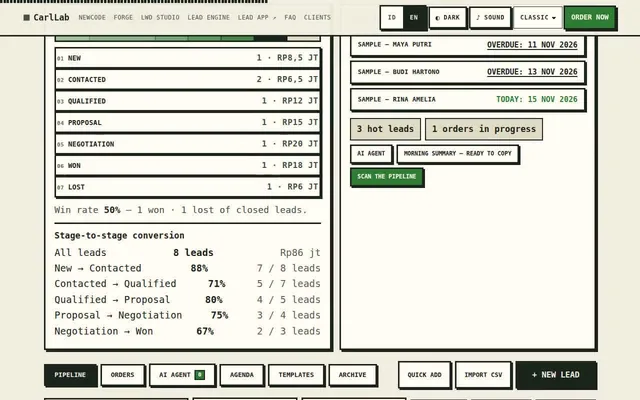 CarlLab NEWCODE FORGE LWD STUDIO LEAD ENGINE LEAD APP ↗ FAQ CLIENTS ID EN ◐ DARK ♪ SOUND CLASSIC ORDER NOW
01 NEW 1 · RP8,5 JT
02 CONTACTED 2 · RP6,5 JT
03 QUALIFIED 1 · RP12 JT
04 PROPOSAL 1 · RP15 JT
05 NEGOTIATION 1 · RP20 JT
06 WON 1 · RP18 JT
07 LOST 1 · RP6 JT
Win rate 50% — 1 won · 1 lost of closed leads.
Stage-to-stage conversion
All leads 8 leads Rp86 jt
New → Contacted 88% 7 / 8 leads
Contacted → Qualified 71% 5 / 7 leads
Qualified → Proposal 80% 4 / 5 leads
Proposal → Negotiation 75% 3 / 4 leads
Negotiation → Won 67% 2 / 3 leads
SAMPLE — MAYA PUTRI OVERDUE: 11 NOV 2026
SAMPLE — BUDI HARTONO OVERDUE: 13 NOV 2026
SAMPLE — RINA AMELIA TODAY: 15 NOV 2026
3 hot leads 1 orders in progress
AI AGENT MORNING SUMMARY — READY TO COPY
SCAN THE PIPELINE
PIPELINE ORDERS AI AGENT 8 AGENDA TEMPLATES ARCHIVE QUICK ADD IMPORT CSV + NEW LEAD